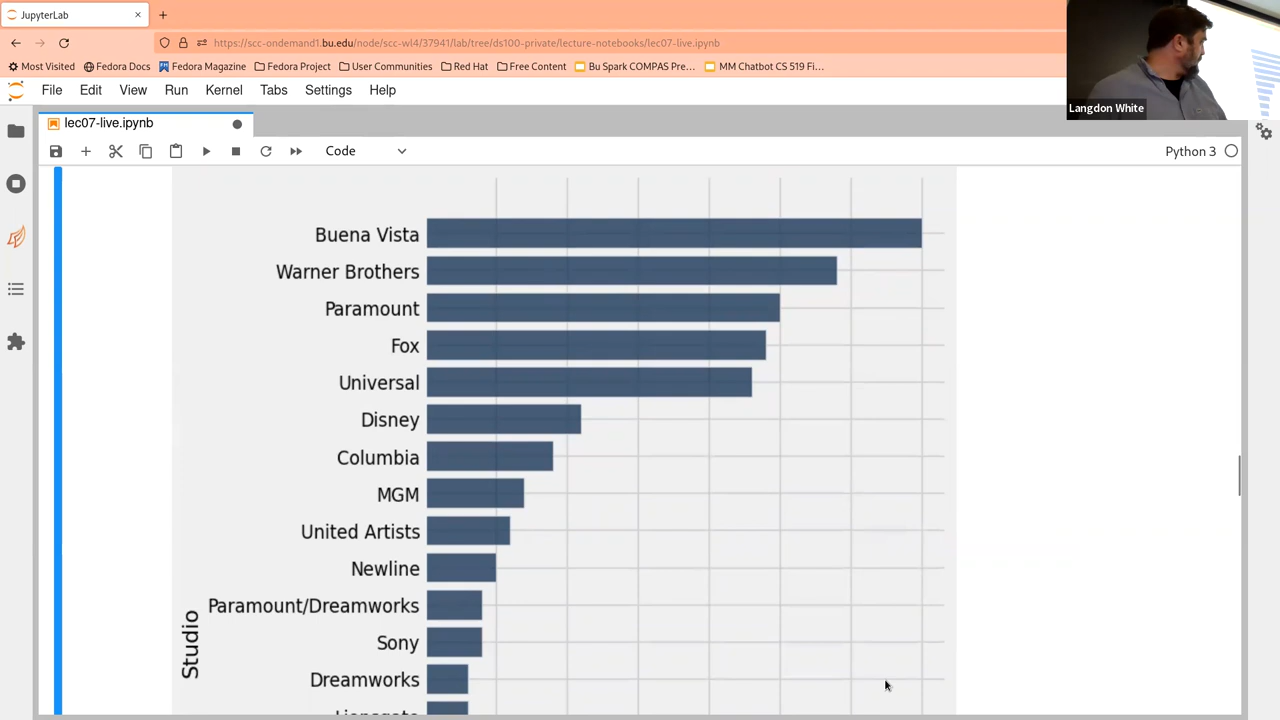 JupyterLab
https://scc-ondemand1.bu.edu/node/scc-wl4/37941/lab/tree/ds100-private/lecture-notebooks/lec07-live.ipynb
Most Visited Fedora Docs Fedora Magazine Fedora Project User Communities Red Hat Free Content Bu Spark COMPAS Pre… MM Chatbot CS 519 Fi…
Langdon White
File Edit View Run Kernel Tabs Settings Help
lec07-live.ipynb
Code
Python 3
Buena Vista
Warner Brothers
Paramount
Fox
Universal
Disney
Columbia
MGM
United Artists
Newline
Paramount/Dreamworks
Sony
Dreamworks
Studio